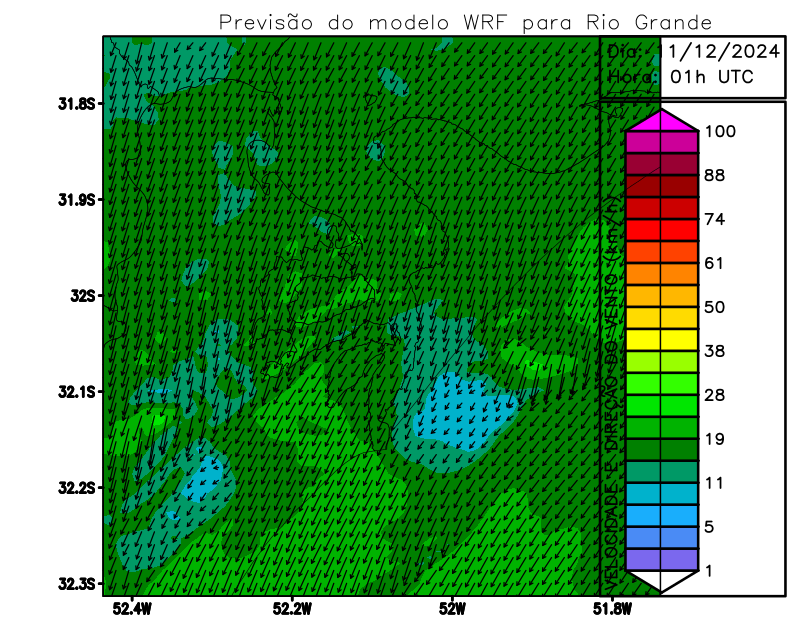 Previsão do modelo WRF para Rio Grande
Dia: 11/12/2024
Hora: 01h UTC
31.8S
31.9S
32S
32.1S
32.2S
32.3S
52.4W
52.2W
52W
51.8W
VELOCIDADE E DIREÇÃO DO VENTO (km/h)
100
88
74
61
50
38
28
19
11
5
1